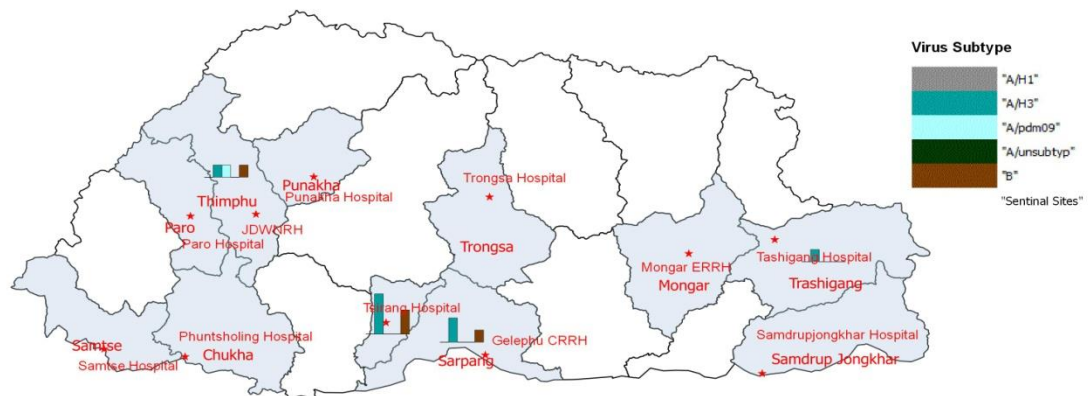 Virus Subtype
"A/H1"
"A/H3"
"A/pdm09"
"A/unsubtyp"
"B"
"Sentinal Sites"
Punakha
Punakha Hospital
Thimphu
JDWNRH
Paro
Paro Hospital
Trongsa Hospital
Trongsa
Mongar ERRH
Mongar
Tashigang Hospital
Trashigang
Tsirang Hospital
Gelephu CRRH
Sarpang
Phuntsholing Hospital
Chukha
Samtse
Samtse Hospital
Samdrupjongkhar Hospital
Samdrup Jongkhar